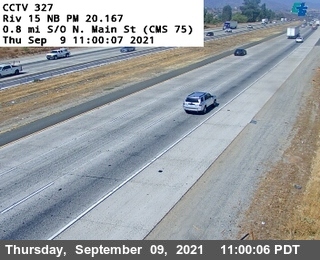 CCTV 327
Riv 15 NB PM 20.167
0.8 mi S/O N. Main St (CMS 75)
Thu Sep 9 11:00:07 2021
Thursday, September 09, 2021 11:00:06 PDT